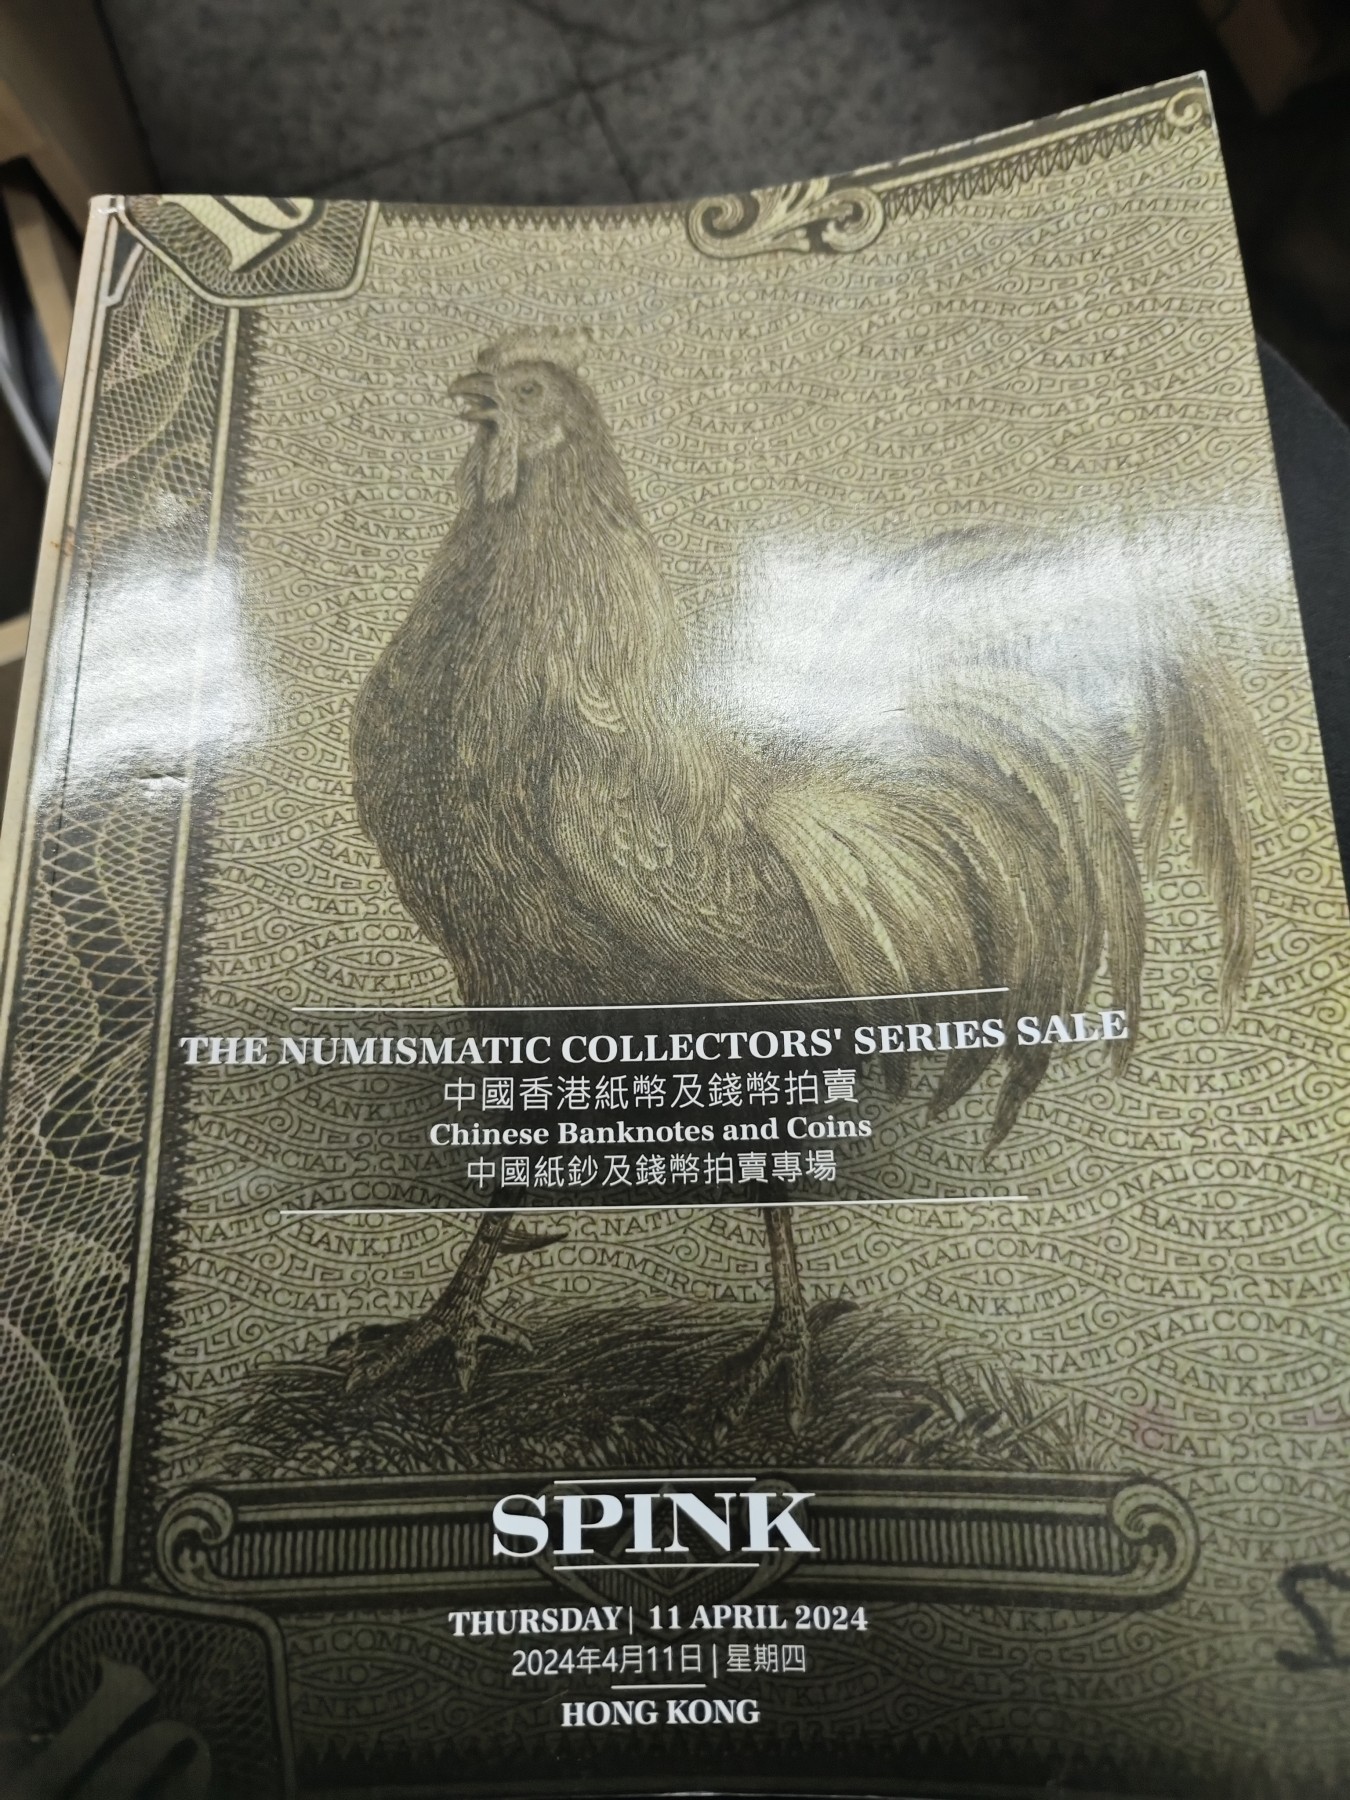 10
THE NUMISMATIC COLLECTORS' SERIES SALE
中國香港紙幣及錢幣拍賣
Chinese Banknotes and Coins
中國紙鈔及錢幣拍賣專場
SPINK
THURSDAY| 11 APRIL 2024
2024年4月11日 | 星期四
HONG KONG